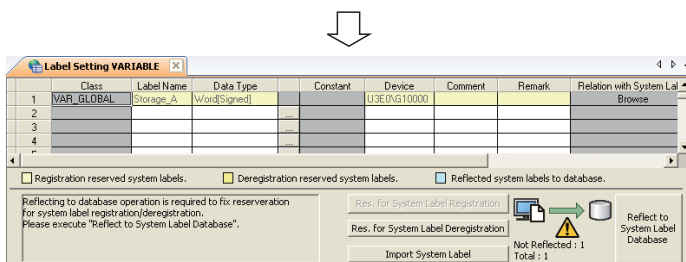 Label Setting VARIABLE
Class Label Name Data Type Constant Device Comment Remark Relation with System Lal
1 VAR_GLOBAL Storage_A Word[Signed] U3E0\G10000 Browse
2 ...
3 ...
4 ...
Registration reserved system labels. Deregistration reserved system labels. Reflected system labels to database.
Reflecting to database operation is required to fix reserveration
for system label registration/deregistration.
Please execute "Reflect to System Label Database".
Res. for System Label Registration
Res. for System Label Deregistration
Import System Label
Not Reflected : 1
Total : 1
Reflect to
System Label
Database